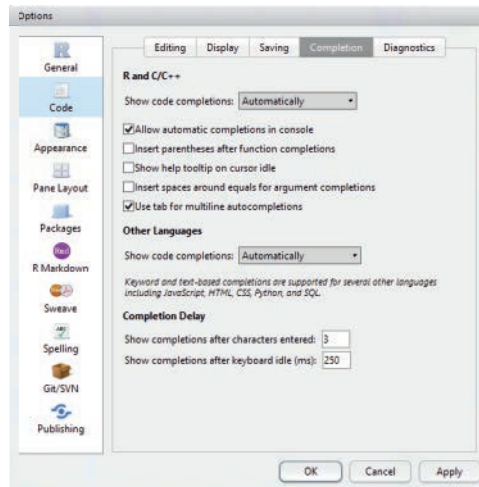 Options
General
Code
Appearance
Pane Layout
Packages
R Markdown
Sweave
Spelling
Git/SVN
Publishing
Editing Display Saving Completion Diagnostics
R and C/C++
Show code completions: Automatically
Allow automatic completions in console
Insert parentheses after function completions
Show help tooltip on cursor idle
Insert spaces around equals for argument completions
Use tab for multiline autocompletions
Other Languages
Show code completions: Automatically
Keyword and text-based completions are supported for several other languages
including JavaScript, HTML, CSS, Python, and SQL.
Completion Delay
Show completions after characters entered: 3
Show completions after keyboard idle (ms): 250
OK Cancel Apply